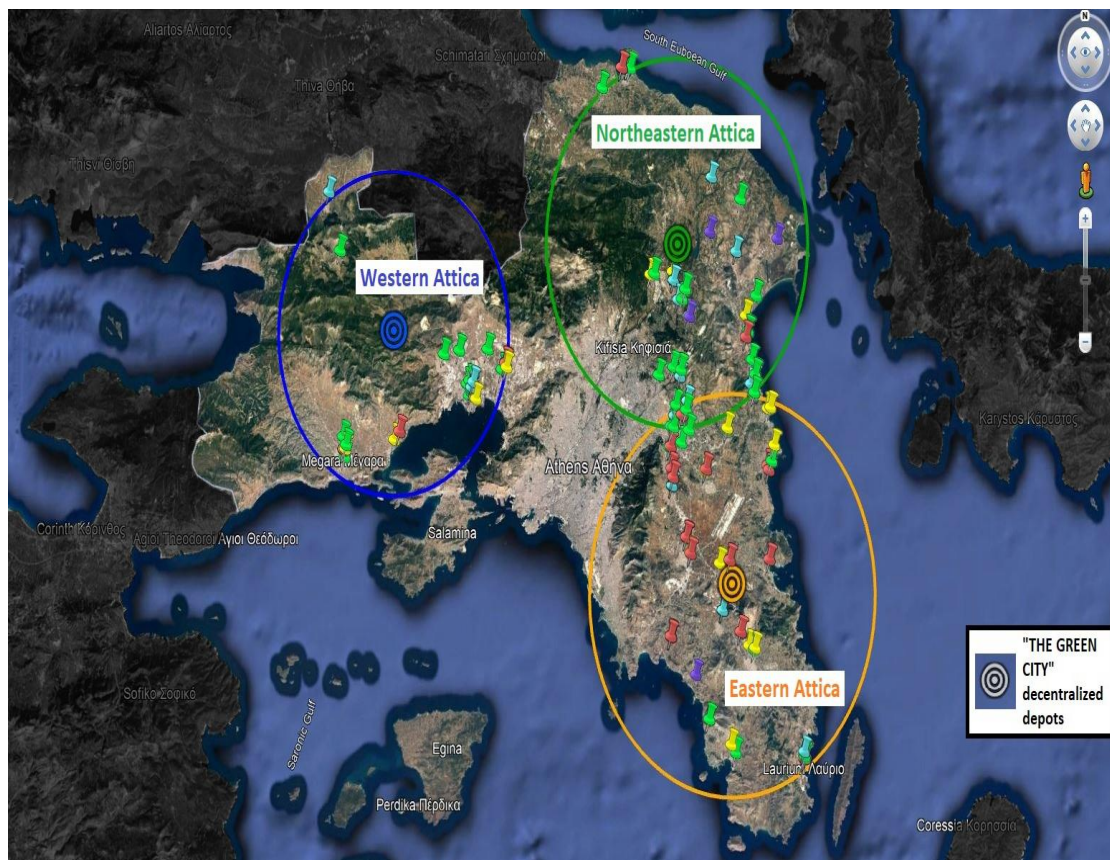 Aliartos Αλίαρτος
Schimatari Σχηματάρι
South Euboean Gulf
N
Thiva Θήβα
Northeastern Attica
Thisvi Θίσβη
Western Attica
Kifisia Κηφισιά
Karystos Κάρυστος
Megara Μέγαρα
Athens Αθήνα
Corinth Κόρινθος
Agioi Theodoroi Άγιοι Θεόδωροι
Salamina
"THE GREEN
CITY"
decentralized
depots
Sofiko Σοφικό
Eastern Attica
Saronic Gulf
Egina
Laurium Λαύριο
Perdika Πέρδικα
Coressia Κορησσία